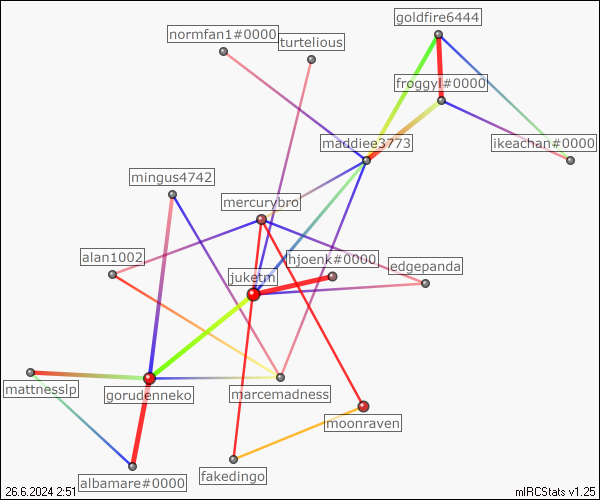 goldfire6444
normfan1#0000
turtelious
froggyl#0000
maddiee3773
ikeachan#0000
mingus4742
mercurybro
alan1002
hjoenk#0000
edgepanda
juketm
mattnesslp
gorudenneko
marcemadness
moonraven
fakedingo
albamare#0000
26.6.2024 2:51
mIRCStats v1.25